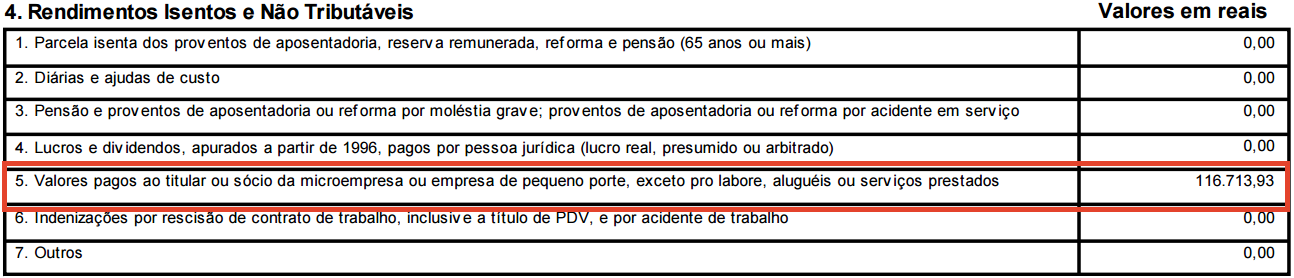 4. Rendimentos Isentos e Não Tributáveis Valores em reais
1. Parcela isenta dos proventos de aposentadoria, reserva remunerada, reforma e pensão (65 anos ou mais) 0,00
2. Diárias e ajudas de custo 0,00
3. Pensão e proventos de aposentadoria ou reforma por moléstia grave; proventos de aposentadoria ou reforma por acidente em serviço 0,00
4. Lucros e dividendos, apurados a partir de 1996, pagos por pessoa jurídica (lucro real, presumido ou arbitrado) 0,00
5. Valores pagos ao titular ou sócio da microempresa ou empresa de pequeno porte, exceto pro labore, aluguéis ou serviços prestados 116.713,93
6. Indenizações por rescisão de contrato de trabalho, inclusive a título de PDV, e por acidente de trabalho 0,00
7. Outros 0,00